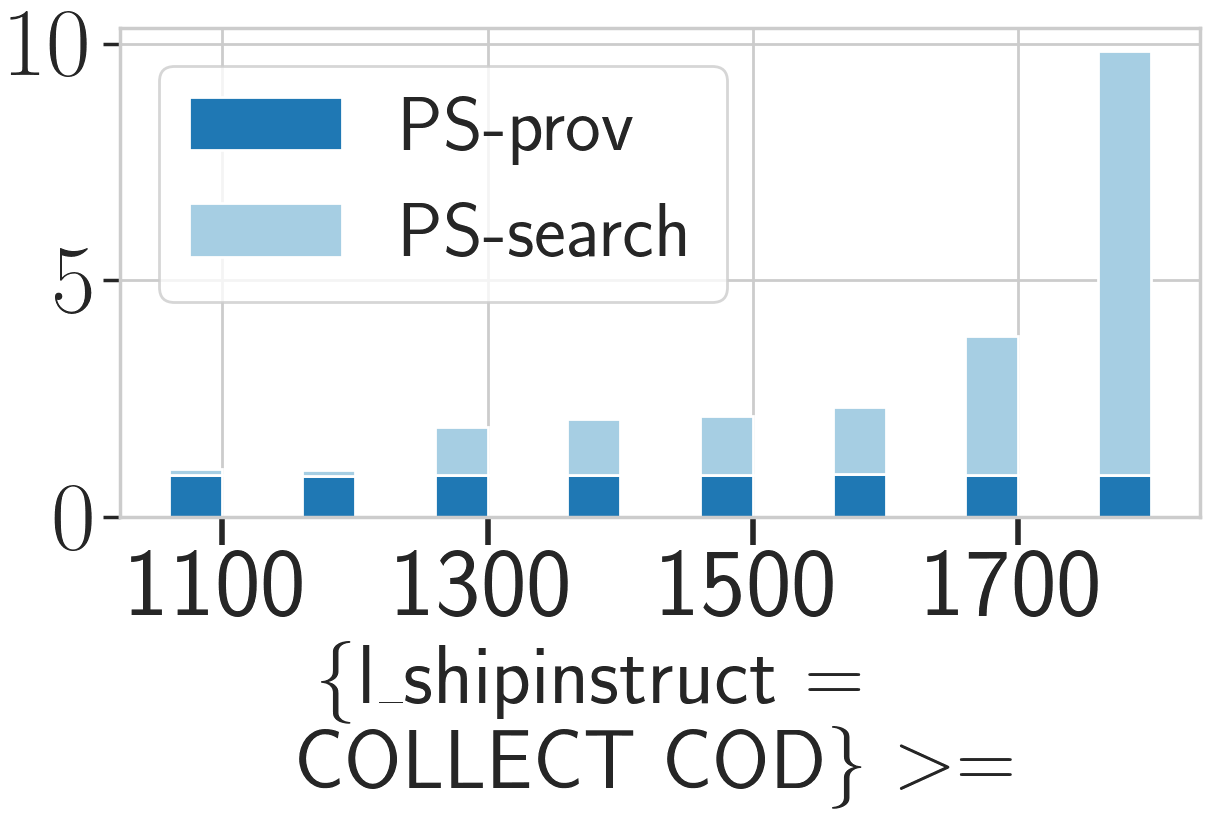 10
5
0
PS-prov
PS-search
1100 1300 1500 1700
{l_shipinstruct =
COLLECT COD} >=